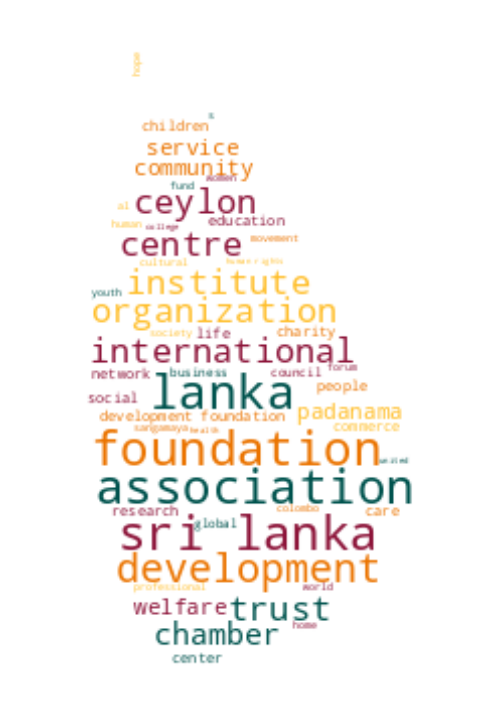 hope
s
children
service
community
women
fund
al ceylon
human college education
centre movement
cultural human rights
institute
youth
organization
society life charity
international
network business council forum
lanka people
social
development foundation padanama
sangamaya health commerce
foundation
united
association
research colombo care
global
sri lanka
development
professional world
welfare trust
home
chamber
center